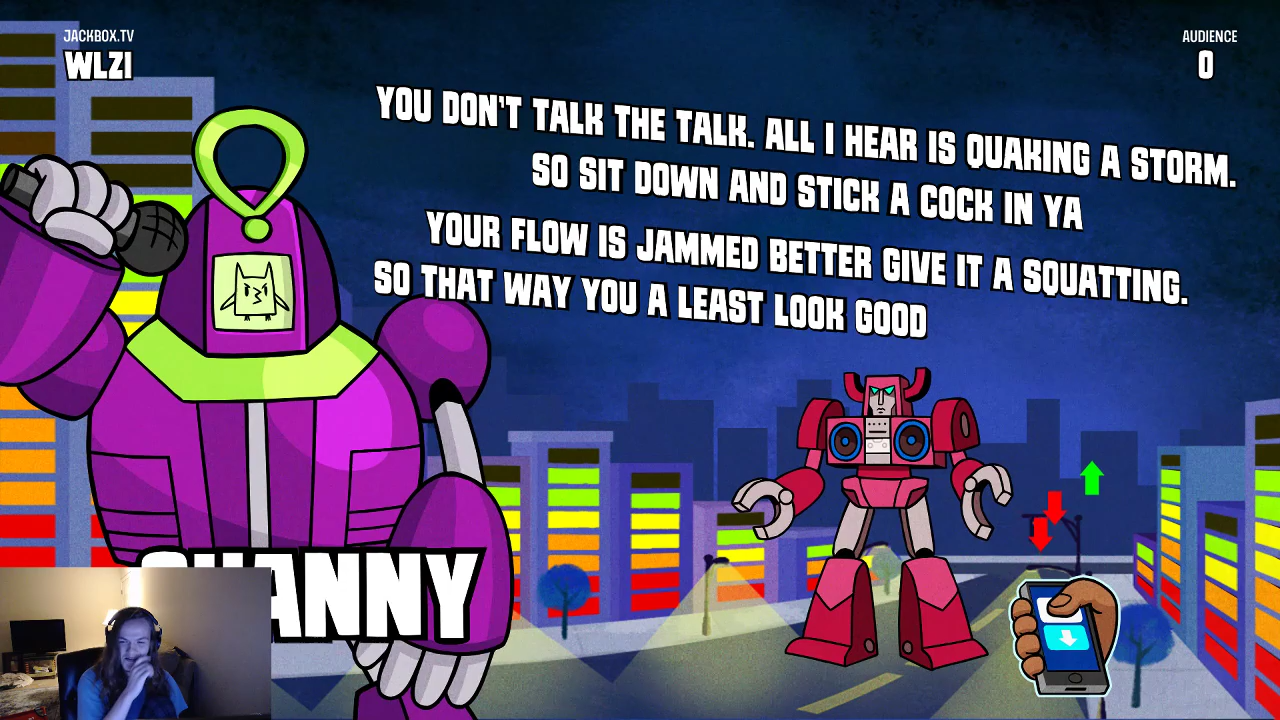 JACKBOX.TV
WLZI
AUDIENCE
0
YOU DON'T TALK THE TALK. ALL I HEAR IS QUAKING A STORM.
SO SIT DOWN AND STICK A COCK IN YA
YOUR FLOW IS JAMMED BETTER GIVE IT A SQUATTING.
SO THAT WAY YOU A LEAST LOOK GOOD